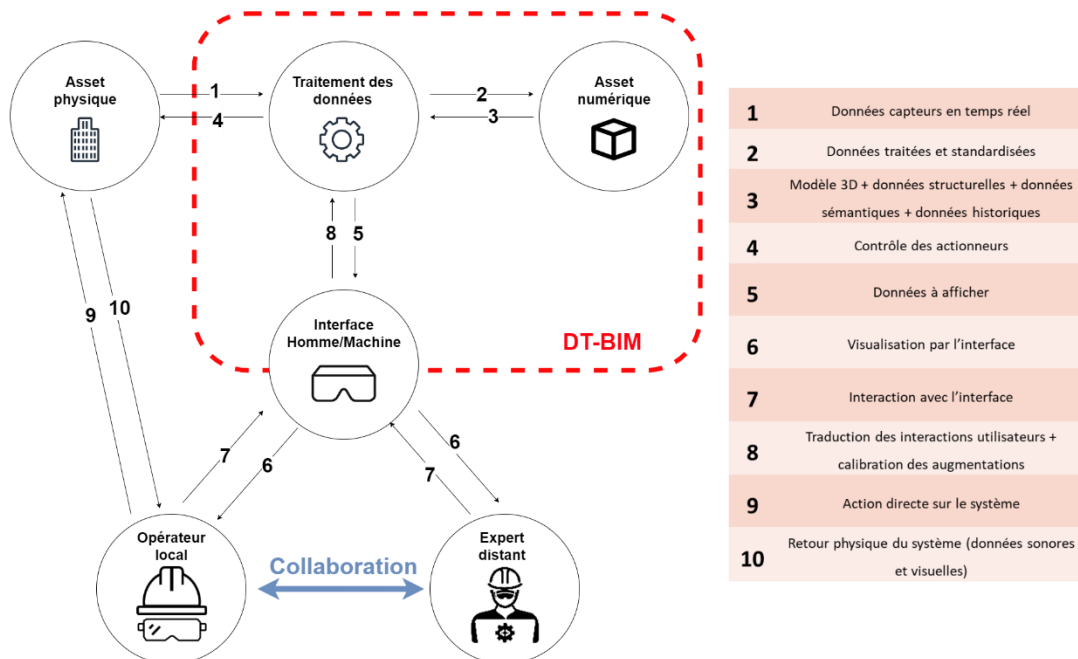 Asset
physique
Traitement des
données
Asset
numérique
1
4
2
3
8
5
9
10
Interface
Homme/Machine
DT-BIM
7
6
6
7
Opérateur
local
Collaboration
Expert
distant
1 Données capteurs en temps réel
2 Données traitées et standardisées
3 Modèle 3D + données structurelles + données
sémantiques + données historiques
4 Contrôle des actionneurs
5 Données à afficher
6 Visualisation par l’interface
7 Interaction avec l’interface
8 Traduction des interactions utilisateurs +
calibration des augmentations
9 Action directe sur le système
10 Retour physique du système (données sonores
et visuelles)